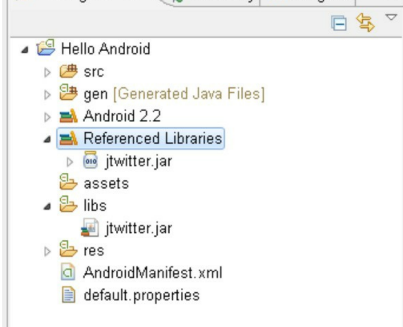 Hello Android
src
gen [Generated Java Files]
Android 2.2
Referenced Libraries
jtwitter.jar
assets
libs
jtwitter.jar
res
AndroidManifest.xml
default.properties